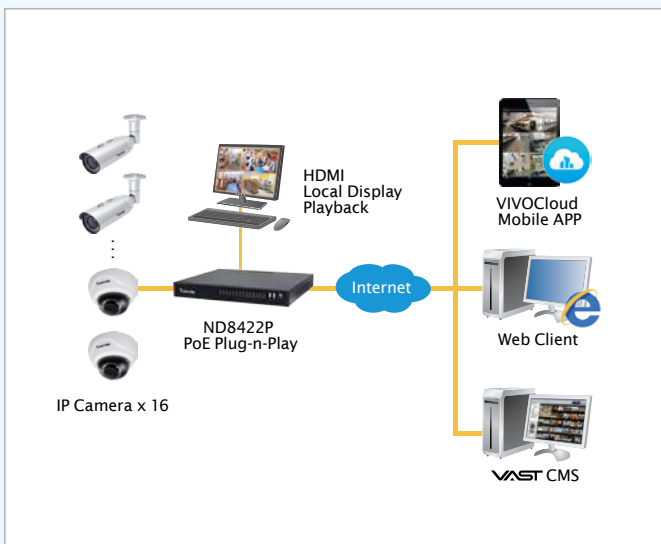 HDMI
Local Display
Playback
VIVOCloud
Mobile APP
Internet
ND8422P
PoE Plug-n-Play
Web Client
IP Camera x 16
VAST CMS